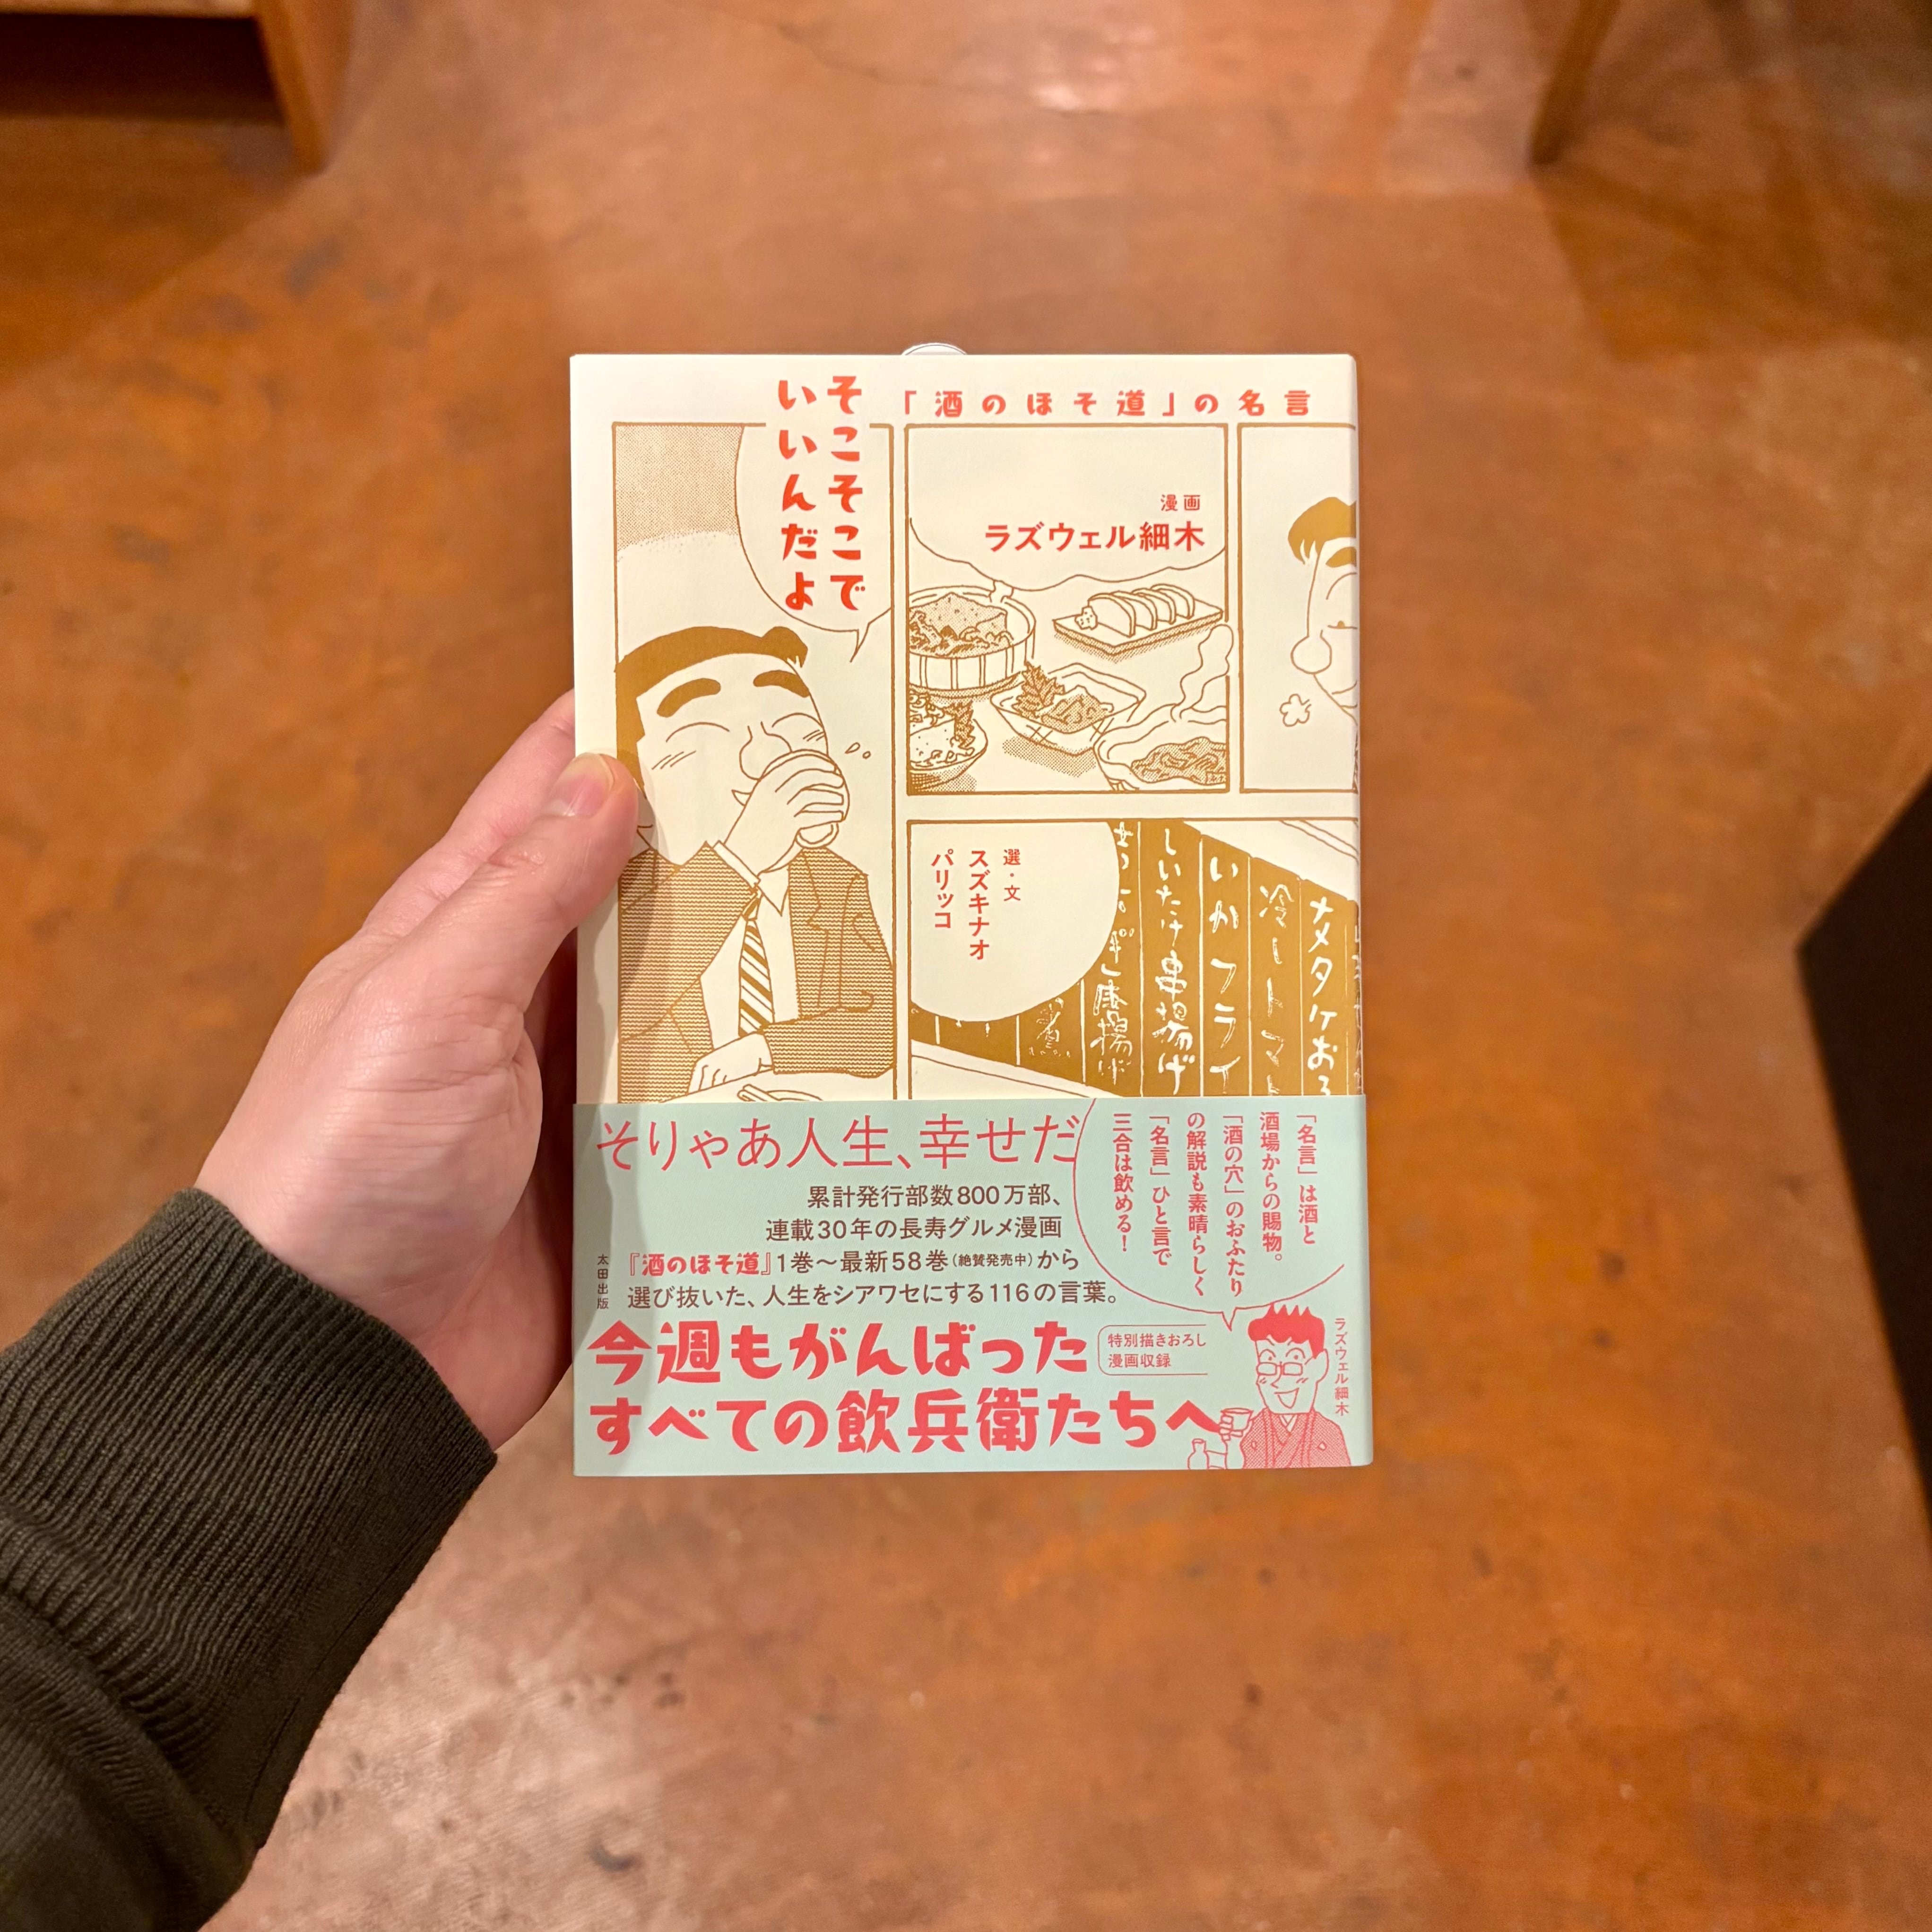 「酒のほそ道」の名言
そこそこで
いいんだよ
漫画
ラズウェル細木
選・文
スズキナオ
パリッコ
ナメタケおろ
冷しトマト
いかフライ
しいたけ串揚げ
唐揚げ
「名言」は酒と
酒場からの賜物。
「酒の穴」のおふたり
の解説も素晴らしく
「名言」ひと言で
三合は飲める！
ラズウェル細木
そりゃあ人生、幸せだ
累計発行部数800万部、
連載30年の長寿グルメ漫画
『酒のほそ道』1巻〜最新58巻（絶賛発売中）から
選び抜いた、人生をシアワセにする116の言葉。
太田出版
今週もがんばった
すべての飲兵衛たちへ
特別描きおろし
漫画収録